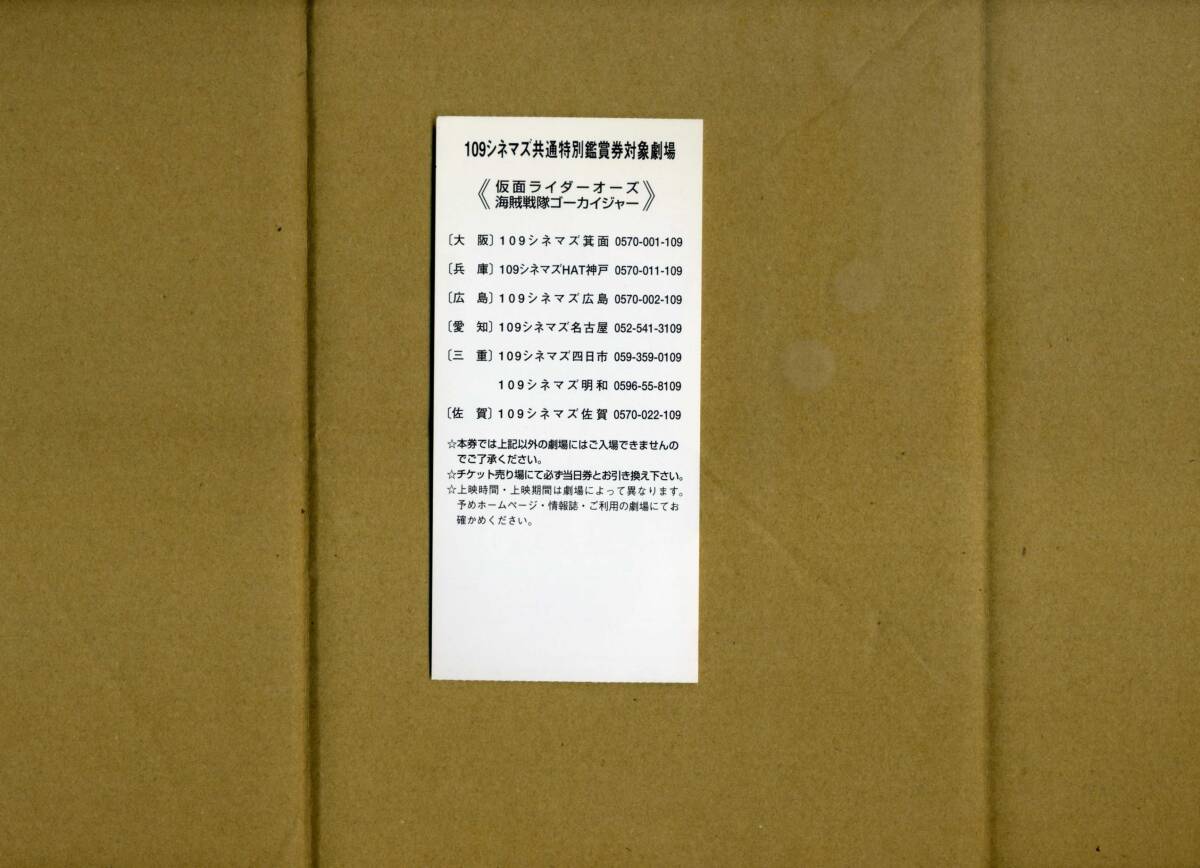 109シネマズ共通特別鑑賞券対象劇場
《仮面ライダーオーズ
海賊戦隊ゴーカイジャー》
〔大　阪〕109シネマズ箕面 0570-001-109
〔兵　庫〕109シネマズHAT神戸 0570-011-109
〔広　島〕109シネマズ広島 0570-002-109
〔愛　知〕109シネマズ名古屋 052-541-3109
〔三　重〕109シネマズ四日市 059-359-0109
109シネマズ明和 0596-55-8109
〔佐　賀〕109シネマズ佐賀 0570-022-109
☆本券では上記以外の劇場にはご入場できませんの
でご了承ください。
☆チケット売り場にて必ず当日券とお引き換え下さい。
☆上映時間・上映期間は劇場によって異なります。
予めホームページ・情報誌・ご利用の劇場にてお
確かめください。